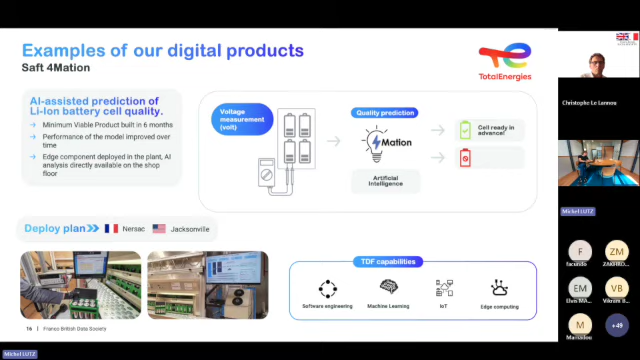 Examples of our digital products
Saft 4Mation
TotalEnergies
AI-assisted prediction of
Li-Ion battery cell quality.
Minimum Viable Product built in 6 months
Performance of the model improved over
time
Edge component deployed in the plant, AI
analysis directly available on the shop
floor
Voltage
measurement
(volt)
Quality prediction
4Mation
Artificial
Intelligence
Cell ready in
advance!
Deploy plan
Nersac
Jacksonville
TDF capabilities
Software engineering
Machine Learning
IoT
Edge computing
16 | Franco British Data Society
Michel LUTZ
Christophe Le Lannou
Michel LUTZ
F
facundo
ZM
EM
Elvis MA...
VB
M
+49